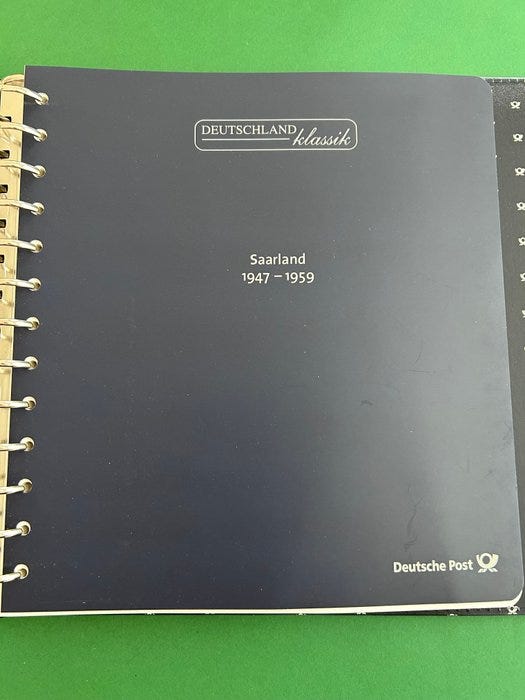 DEUTSCHLAND
klassik
Saarland
1947 – 1959
Deutsche Post